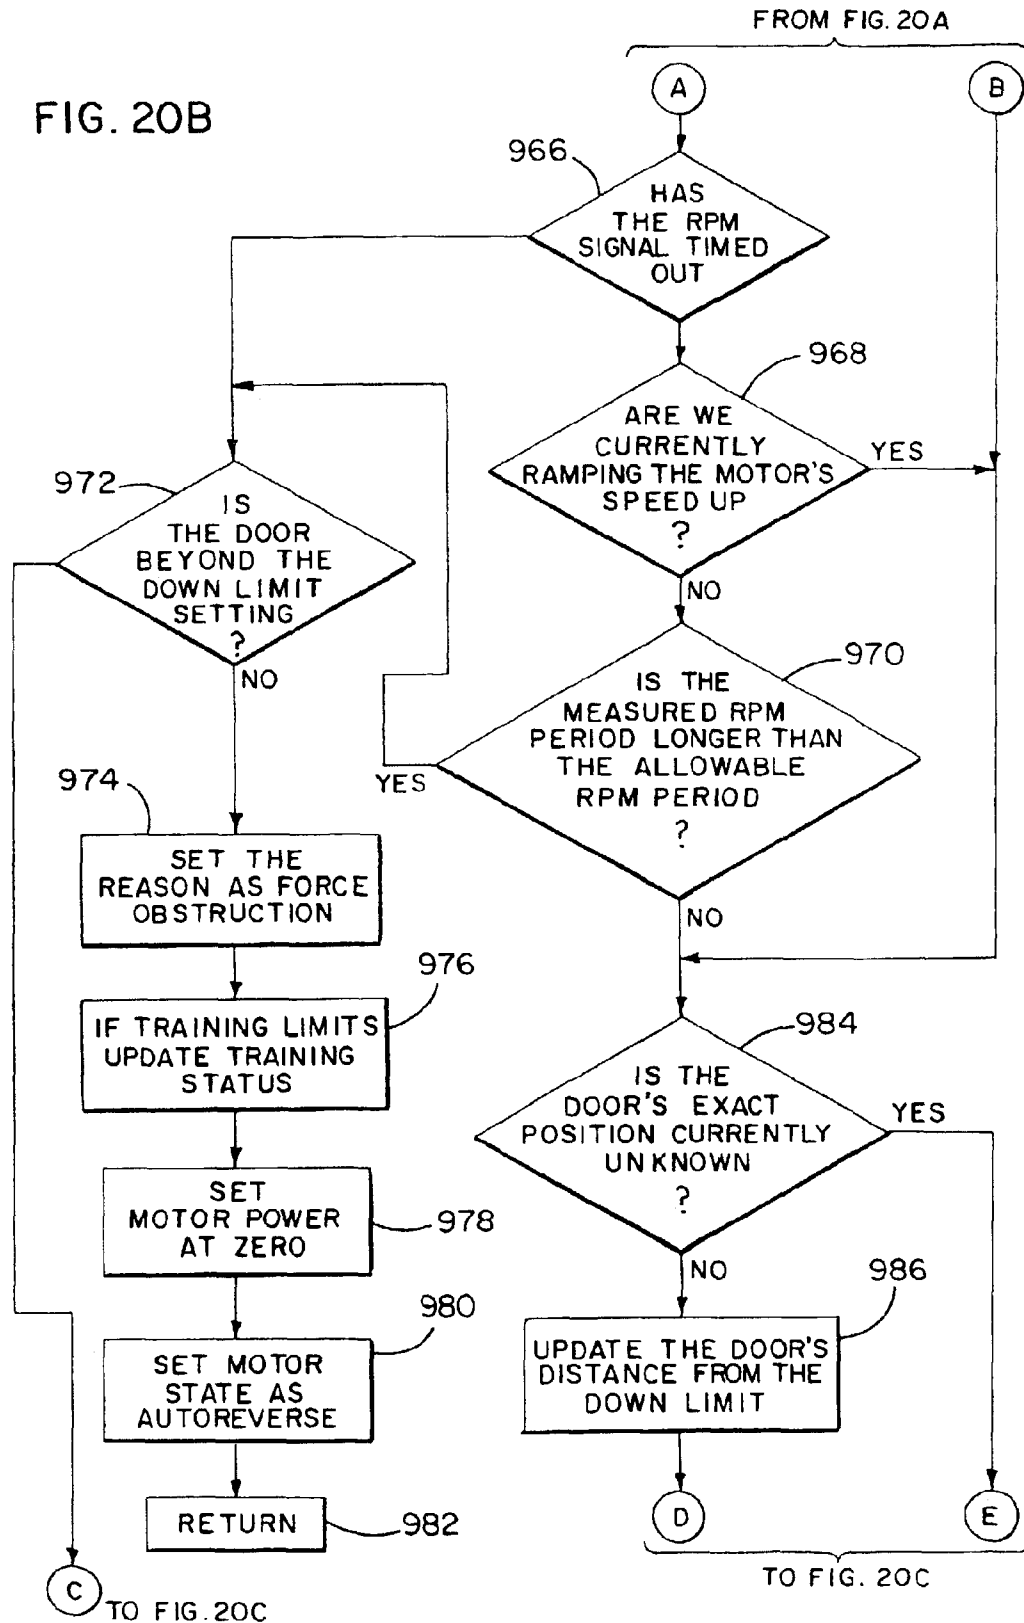 FROM FIG. 20A
A
B
FIG. 20B
966
HAS
THE RPM
SIGNAL TIMED
OUT
968
ARE WE
CURRENTLY
RAMPING THE MOTOR'S
SPEED UP
?
YES
NO
972
IS
THE DOOR
BEYOND THE
DOWN LIMIT
SETTING
?
NO
970
IS THE
MEASURED RPM
PERIOD LONGER THAN
THE ALLOWABLE
RPM PERIOD
?
YES
NO
974
SET THE
REASON AS FORCE
OBSTRUCTION
976
IF TRAINING LIMITS
UPDATE TRAINING
STATUS
984
IS THE
DOOR'S EXACT
POSITION CURRENTLY
UNKNOWN
?
YES
NO
SET
MOTOR POWER
AT ZERO
978
986
UPDATE THE DOOR'S
DISTANCE FROM THE
DOWN LIMIT
980
SET MOTOR
STATE AS
AUTOREVERSE
RETURN
982
D
E
TO FIG. 20C
C
TO FIG. 20C